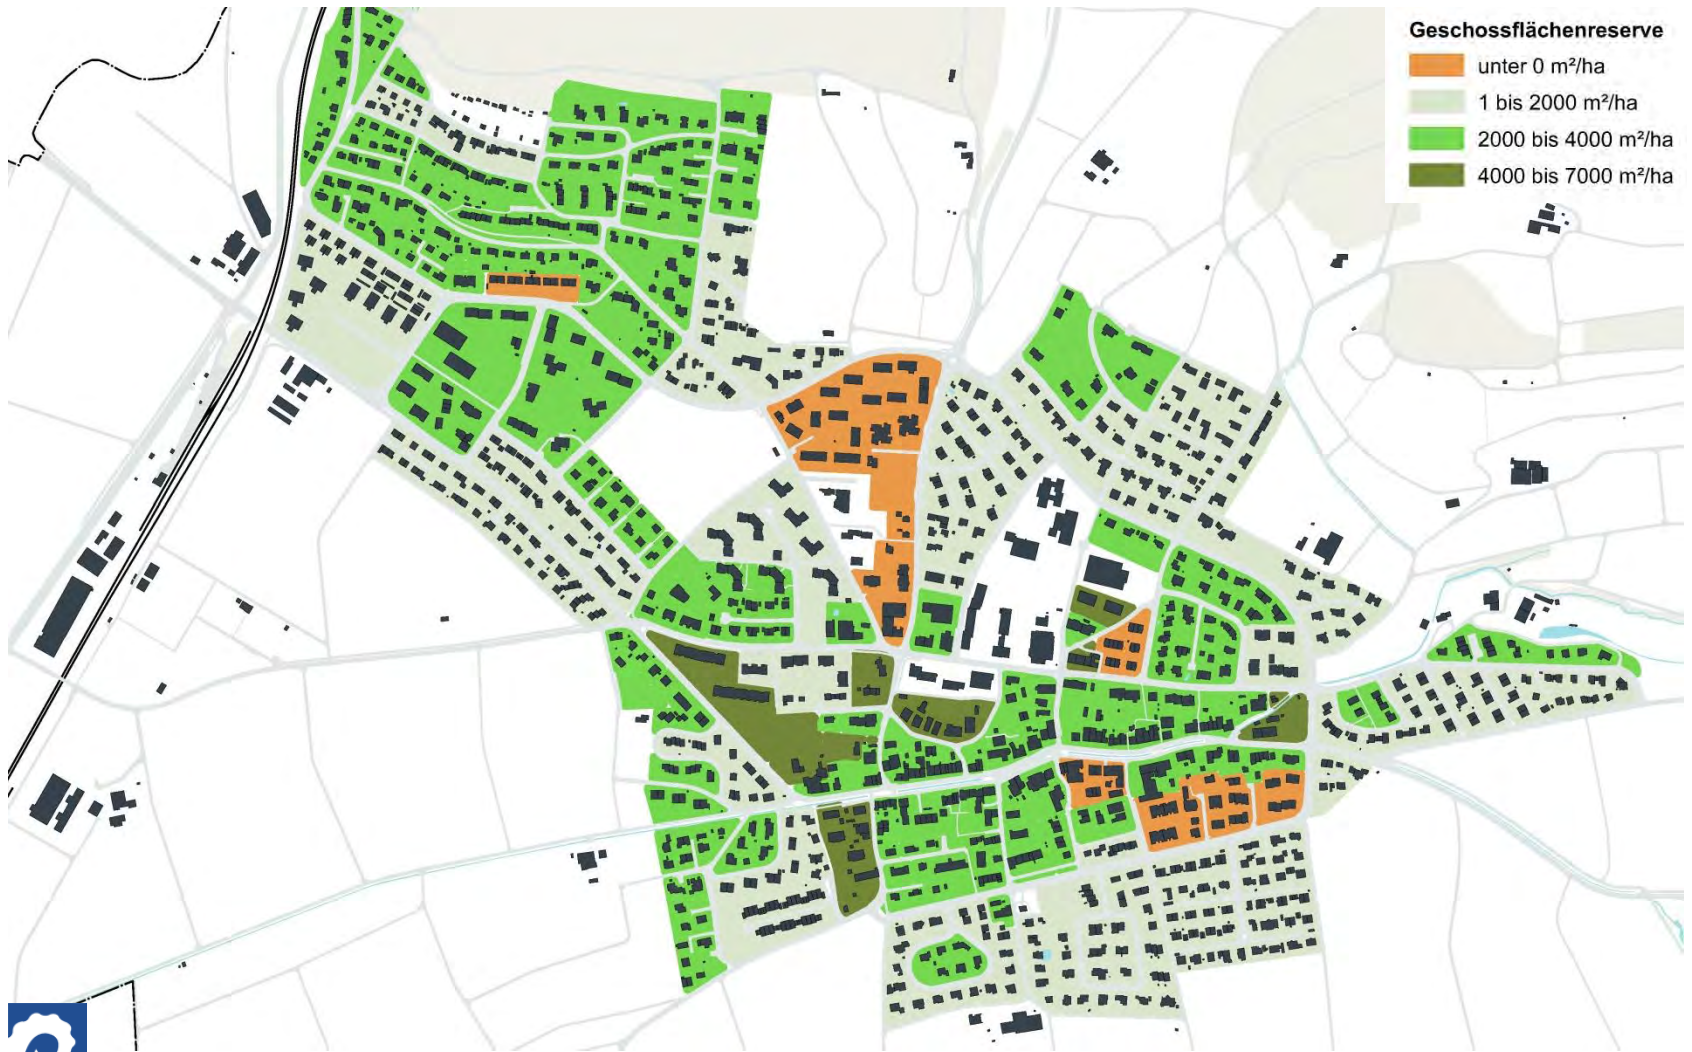 Geschossflächenreserve
unter 0 m²/ha
1 bis 2000 m²/ha
2000 bis 4000 m²/ha
4000 bis 7000 m²/ha